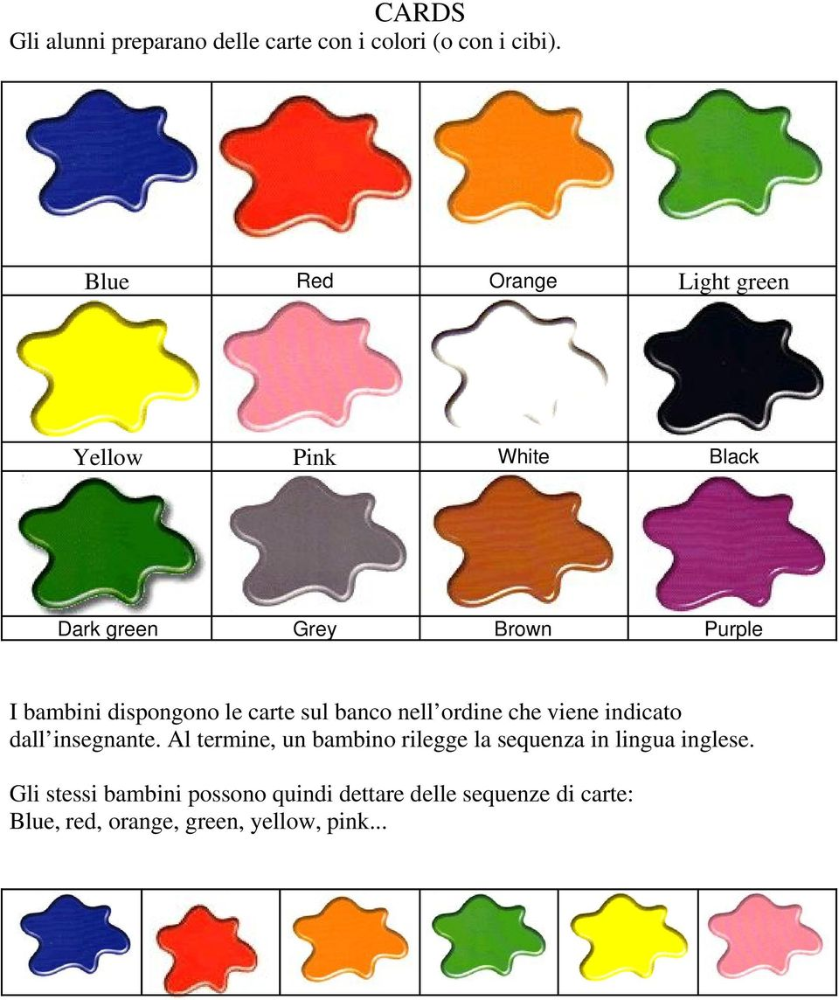 CARDS
Gli alunni preparano delle carte con i colori (o con i cibi).
Blue Red Orange Light green
Yellow Pink White Black
Dark green Grey Brown Purple
I bambini dispongono le carte sul banco nell’ordine che viene indicato
dall’insegnante. Al termine, un bambino rilegge la sequenza in lingua inglese.
Gli stessi bambini possono quindi dettare delle sequenze di carte:
Blue, red, orange, green, yellow, pink...